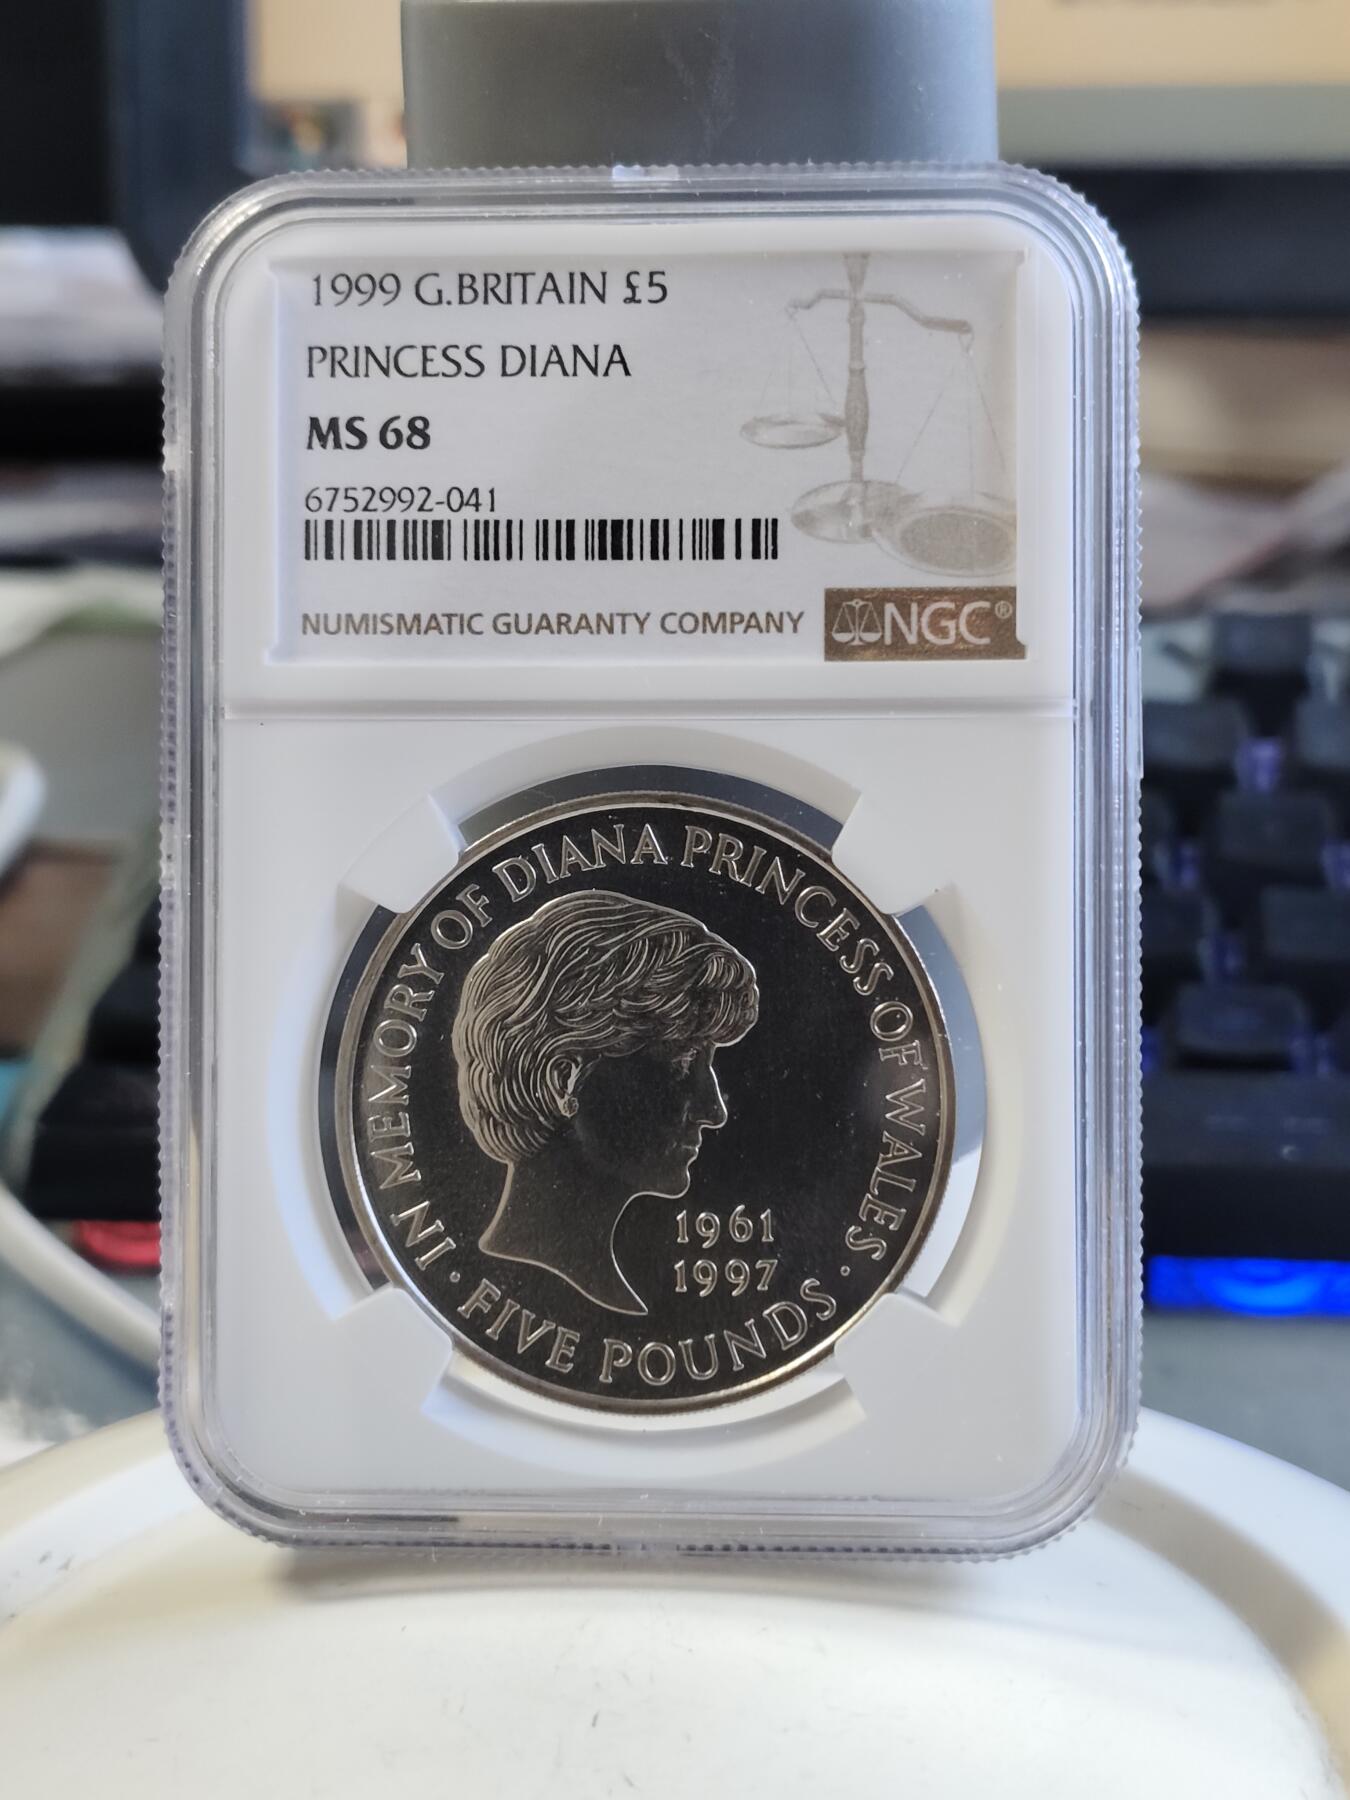 1999 G.BRITAIN £5
PRINCESS DIANA
MS 68
6752992-041
NUMISMATIC GUARANTY COMPANY
NGC®
IN MEMORY OF DIANA PRINCESS OF WALES
1961
1997
· FIVE POUNDS ·